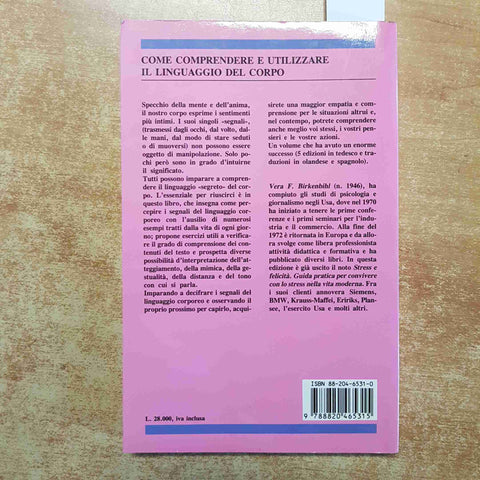 COME COMPRENDERE E UTILIZZARE
IL LINGUAGGIO DEL CORPO
Specchio della mente e dell'anima,
il nostro corpo esprime i sentimenti
più intimi. I suoi singoli «segnali»,
(trasmessi dagli occhi, dal volto, dal-
le mani, dal modo di stare seduti
o di muoversi) non possono essere
oggetto di manipolazione. Solo po-
chi però sono in grado d'intuirne
il significato.
Tutti possono imparare a compren-
dere il linguaggio «segreto» del cor-
po. L'essenziale per riuscirci è in
questo libro, che insegna come per-
cepire i segnali del linguaggio cor-
poreo con l'ausilio di numerosi
esempi tratti dalla vita di ogni gior-
no; propone esercizi utili a verifica-
re il grado di comprensione dei con-
tenuti del testo e prospetta diverse
possibilità d'interpretazione dell'at-
teggiamento, della mimica, della ge-
stualità, della distanza e del tono
con cui si parla.
Imparando a decifrare i segnali del
linguaggio corporeo e osservando il
proprio prossimo per capirlo, acqui-
sirete una maggior empatia e com-
prensione per le situazioni altrui e,
nel contempo, potrete comprendere
anche meglio voi stessi, i vostri pen-
sieri e le vostre azioni.
Un volume che ha avuto un enorme
successo (5 edizioni in tedesco e tra-
duzioni in olandese e spagnolo).
Vera F. Birkenbihl (n. 1946), ha
compiuto gli studi di psicologia e
giornalismo negli Usa, dove nel 1970
ha iniziato a tenere le prime confe-
renze e i primi seminari per l'indu-
stria e il commercio. Alla fine del
1972 è ritornata in Europa e da allo-
ra svolge come libera professionista
attività didattica e formativa e ha
pubblicato diversi libri. In questa
edizione è già uscito il noto Stress e
felicità. Guida pratica per convivere
con lo stress nella vita moderna. Fra
i suoi clienti annovera Siemens,
BMW, Krauss-Maffei, Eririks, Plan-
see, l'esercito Usa e molti altri.
ISBN 88-204-6531-0
9 788820 465315
L. 28.000, iva inclusa